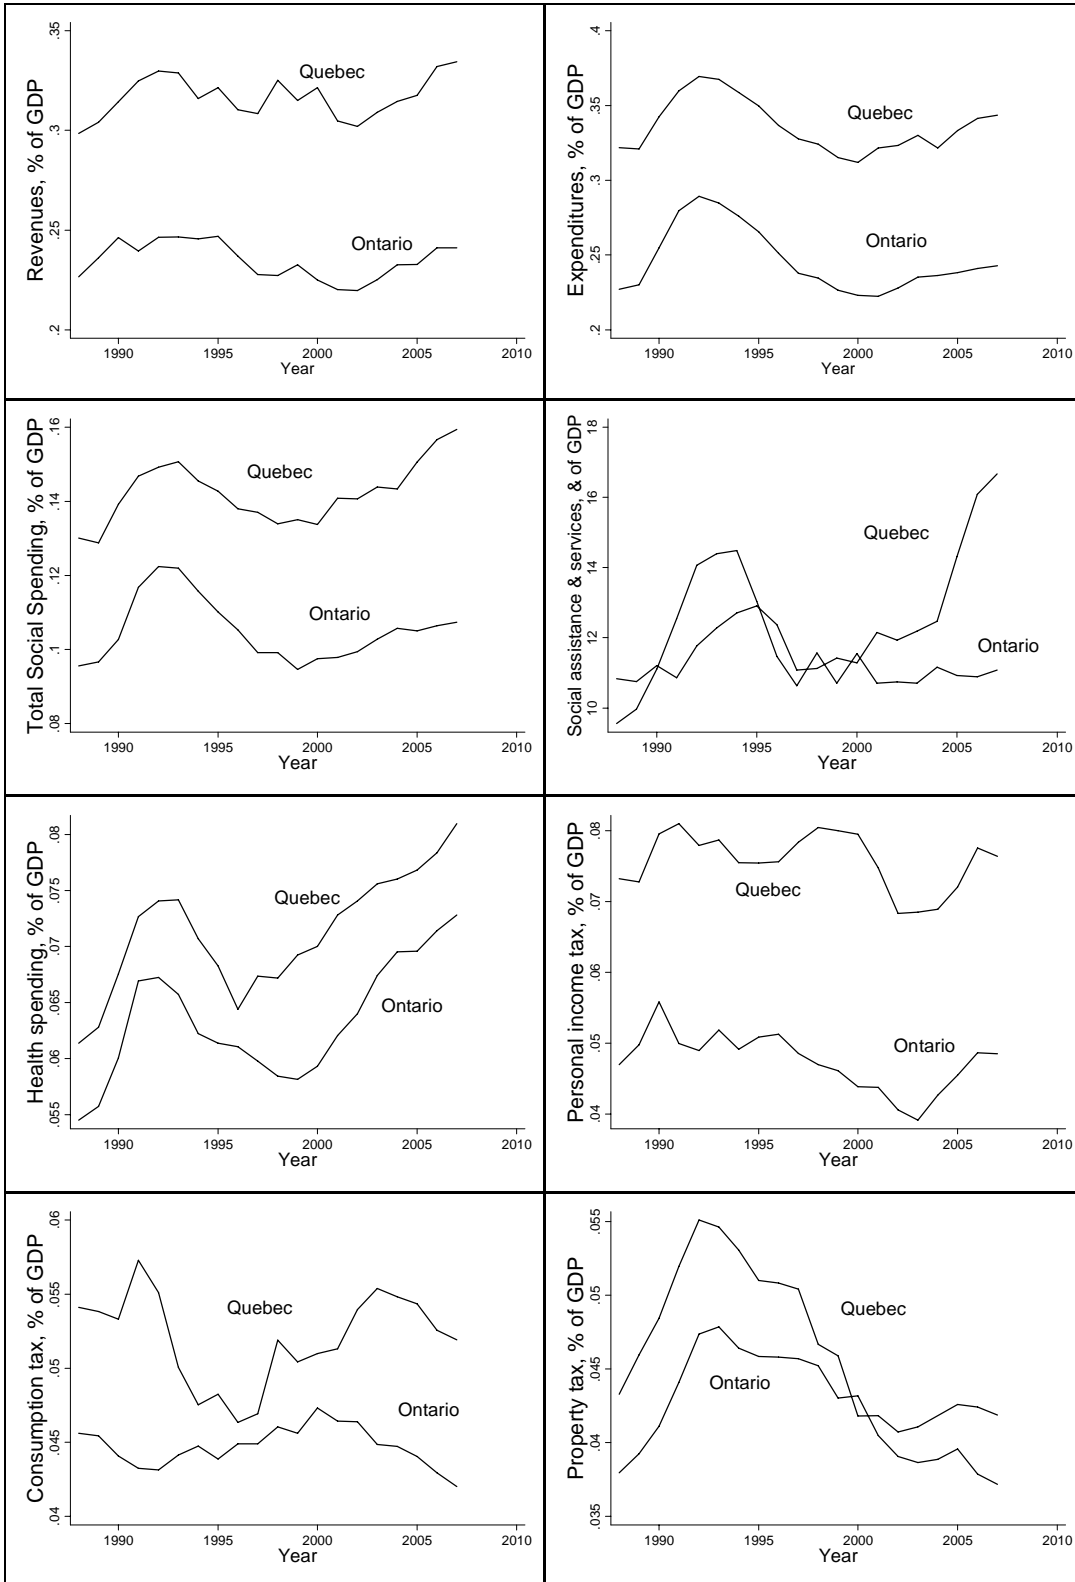 Revenues, % of GDP
.35
.3
.25
.2
Quebec
Ontario
1990 1995 2000 2005 2010
Year
Expenditures, % of GDP
.4
.35
.3
.25
.2
Quebec
Ontario
1990 1995 2000 2005 2010
Year
Total Social Spending, % of GDP
.16
.14
.12
.1
.08
Quebec
Ontario
1990 1995 2000 2005 2010
Year
Social assistance & services, & of GDP
18
16
14
12
10
Quebec
Ontario
1990 1995 2000 2005 2010
Year
Health spending, % of GDP
.08
.075
.07
.065
.06
.055
Quebec
Ontario
1990 1995 2000 2005 2010
Year
Personal income tax, % of GDP
.08
.07
.06
.05
.04
Quebec
Ontario
1990 1995 2000 2005 2010
Year
Consumption tax, % of GDP
.06
.055
.05
.045
.04
Quebec
Ontario
1990 1995 2000 2005 2010
Year
Property tax, % of GDP
.055
.05
.045
.04
.035
Quebec
Ontario
1990 1995 2000 2005 2010
Year